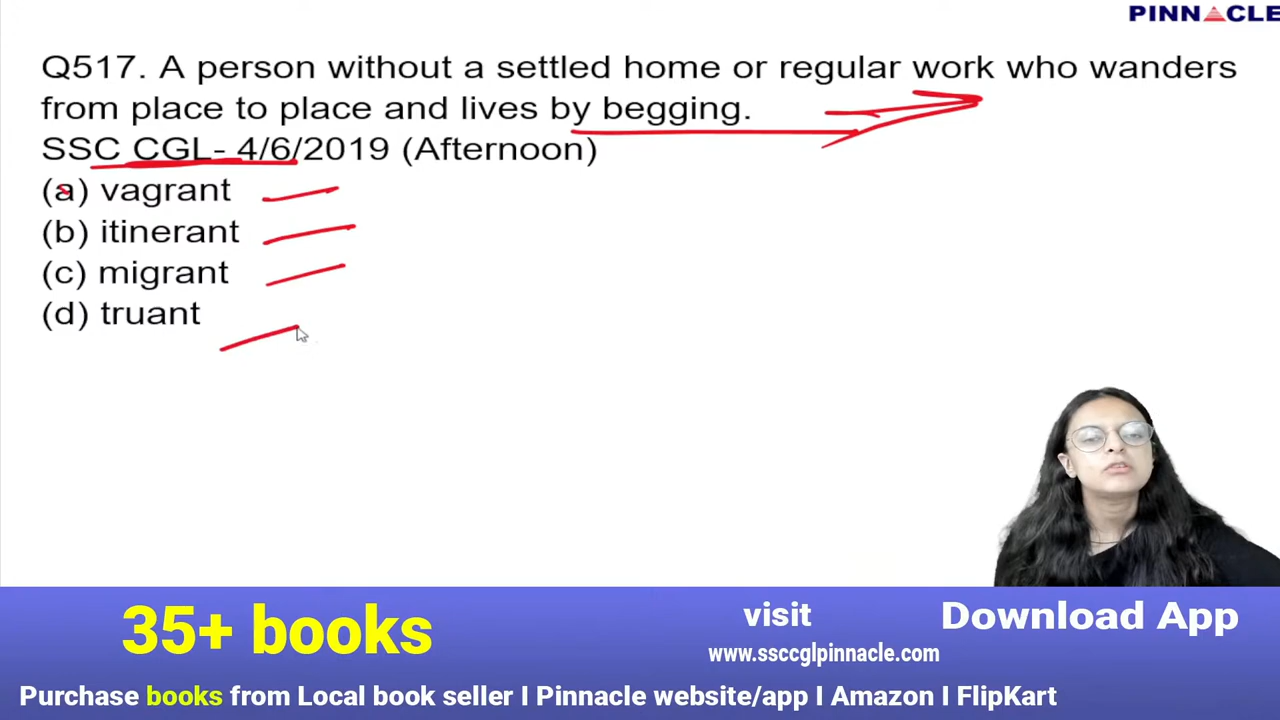 PINNACLE
Q517. A person without a settled home or regular work who wanders
from place to place and lives by begging.
SSC CGL- 4/6/2019 (Afternoon)
(a) vagrant
(b) itinerant
(c) migrant
(d) truant
35+ books
visit
www.ssccglpinnacle.com
Download App
Purchase books from Local book seller I Pinnacle website/app I Amazon I FlipKart